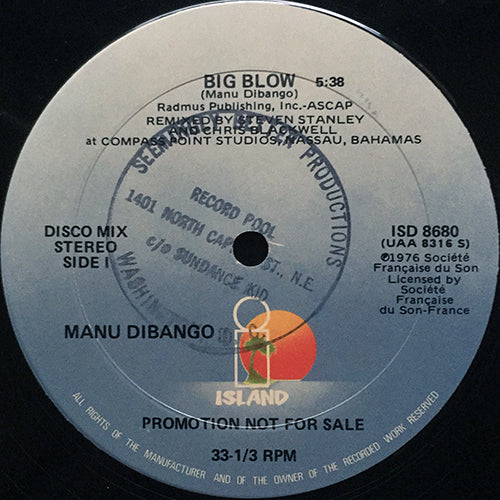 BIG BLOW 5:38
(Manu Dibango)
Radmus Publishing, Inc.-ASCAP
REMIXED BY STEVEN STANLEY
AND CHRIS BLACKWELL
at COMPASS POINT STUDIOS, NASSAU, BAHAMAS
PRODUCTIONS
RECORD POOL
1401 NORTH CAP ST., N.E.
c/o SUNDANCE KID
DISCO MIX
STEREO
SIDE I
ISD 8680
(UAA 8316 S)
℗1976 Société
Française du Son
Licensed by
Société
Française
du Son-France
MANU DIBANGO
i
ISLAND
PROMOTION NOT FOR SALE
33-1/3 RPM
ALL RIGHTS OF THE MANUFACTURER AND OF THE OWNER OF THE RECORDED WORK RESERVED